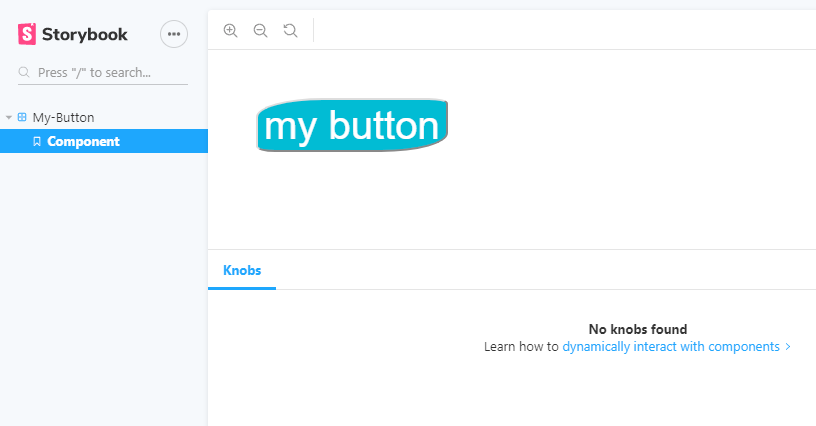 Storybook
Press "/" to search...
My-Button
Component
my button
Knobs
No knobs found
Learn how to dynamically interact with components